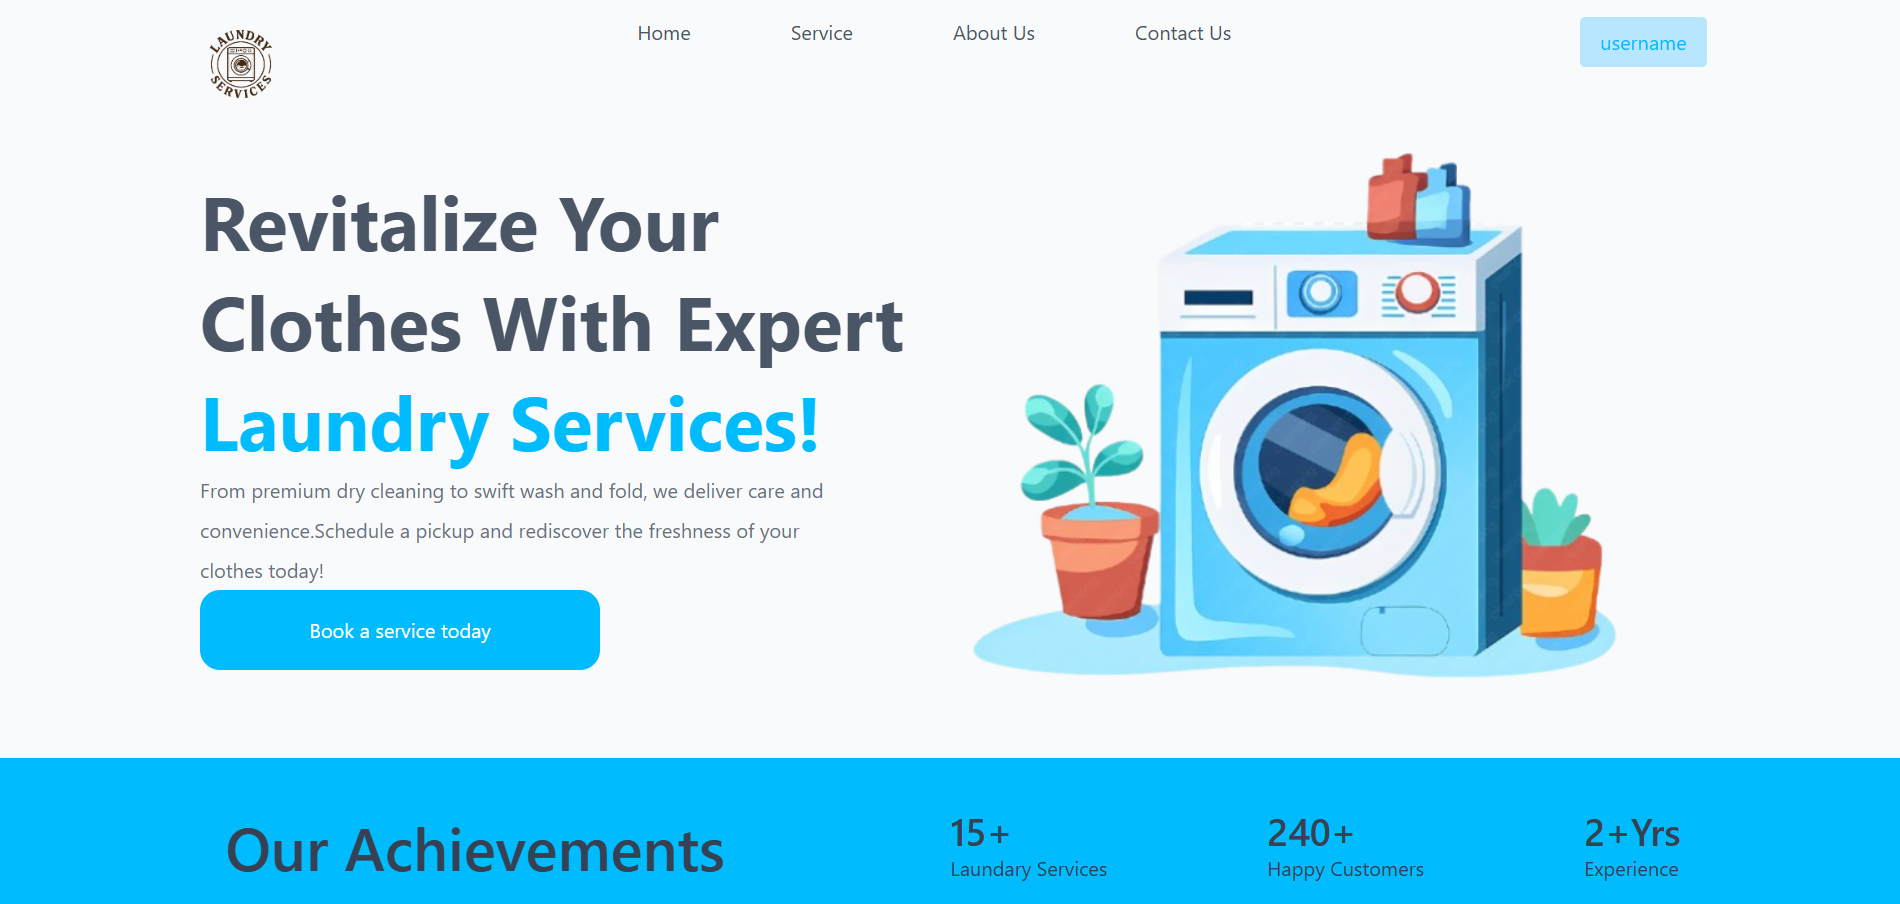 LAUNDRY
SERVICES
Home
Service
About Us
Contact Us
username
Revitalize Your
Clothes With Expert
Laundry Services!
From premium dry cleaning to swift wash and fold, we deliver care and
convenience.Schedule a pickup and rediscover the freshness of your
clothes today!
Book a service today
Our Achievements
15+
Laundary Services
240+
Happy Customers
2+Yrs
Experience